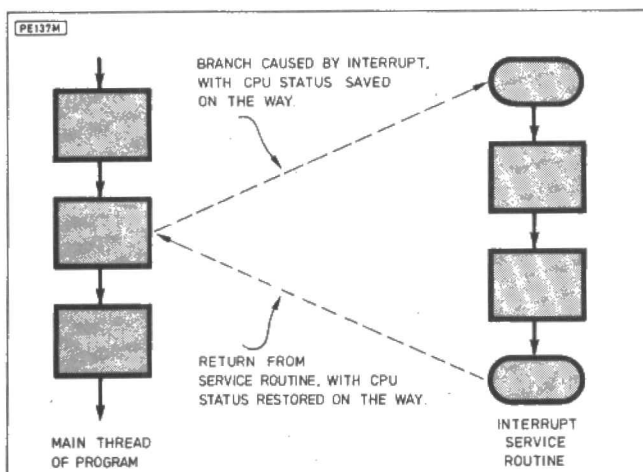 PE137M
BRANCH CAUSED BY INTERRUPT,
WITH CPU STATUS SAVED
ON THE WAY.
RETURN FROM
SERVICE ROUTINE, WITH CPU
STATUS RESTORED ON THE WAY.
MAIN THREAD
OF PROGRAM
INTERRUPT
SERVICE
ROUTINE